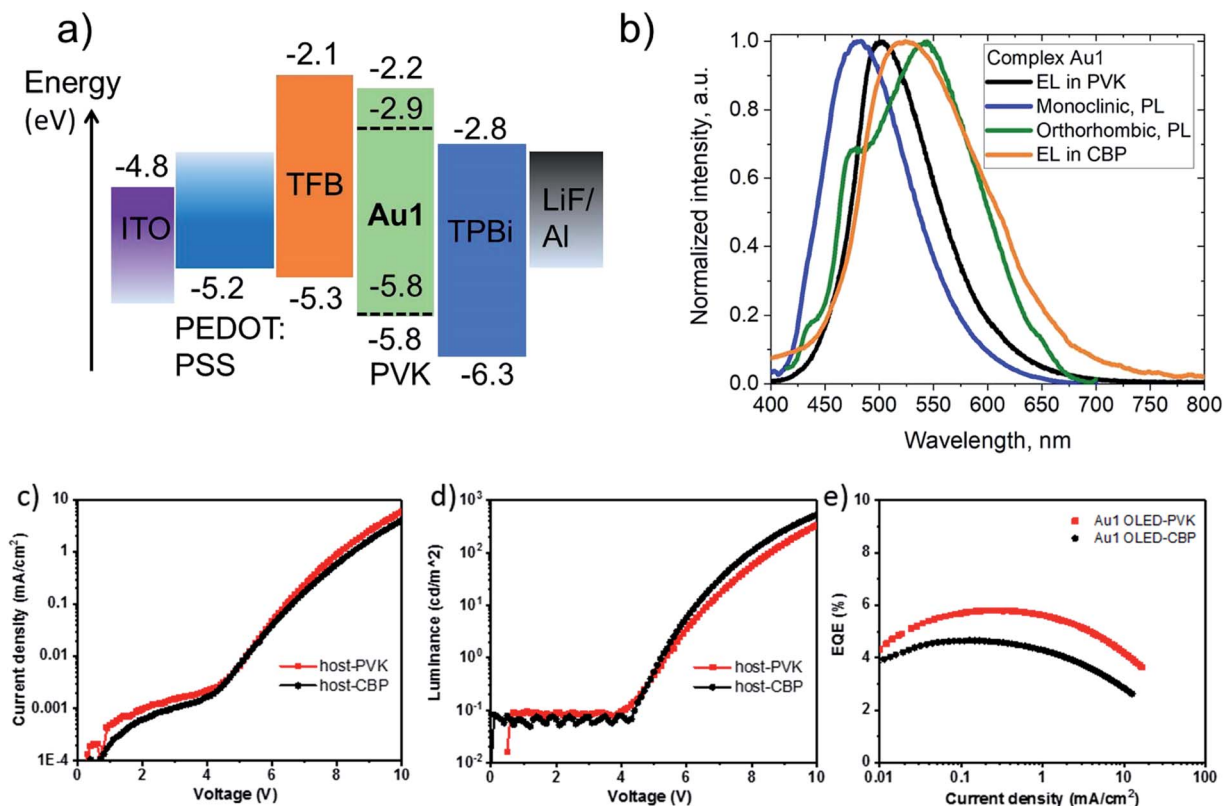 a)
Energy
(eV)
-4.8
ITO
-5.2
PEDOT:
PSS
-2.1
TFB
-5.3
-2.2
-2.9
Au1
-5.8
-5.8
PVK
-2.8
TPBi
-6.3
LiF/
Al
b)
Normalized intensity, a.u.
1.0
0.8
0.6
0.4
0.2
0.0
Complex Au1
EL in PVK
Monoclinic, PL
Orthorhombic, PL
EL in CBP
400 450 500 550 600 650 700 750 800
Wavelength, nm
c)
Current density (mA/cm²)
10
1
0.1
0.01
0.001
1E-4
host-PVK
host-CBP
0 2 4 6 8 10
Voltage (V)
d)
Luminance (cd/m^2)
10³
10²
10¹
10⁰
10⁻¹
10⁻²
host-PVK
host-CBP
0 2 4 6 8 10
Voltage (V)
e)
EQE (%)
10
8
6
4
2
0
Au1 OLED-PVK
Au1 OLED-CBP
0.01 0.1 1 10 100
Current density (mA/cm²)